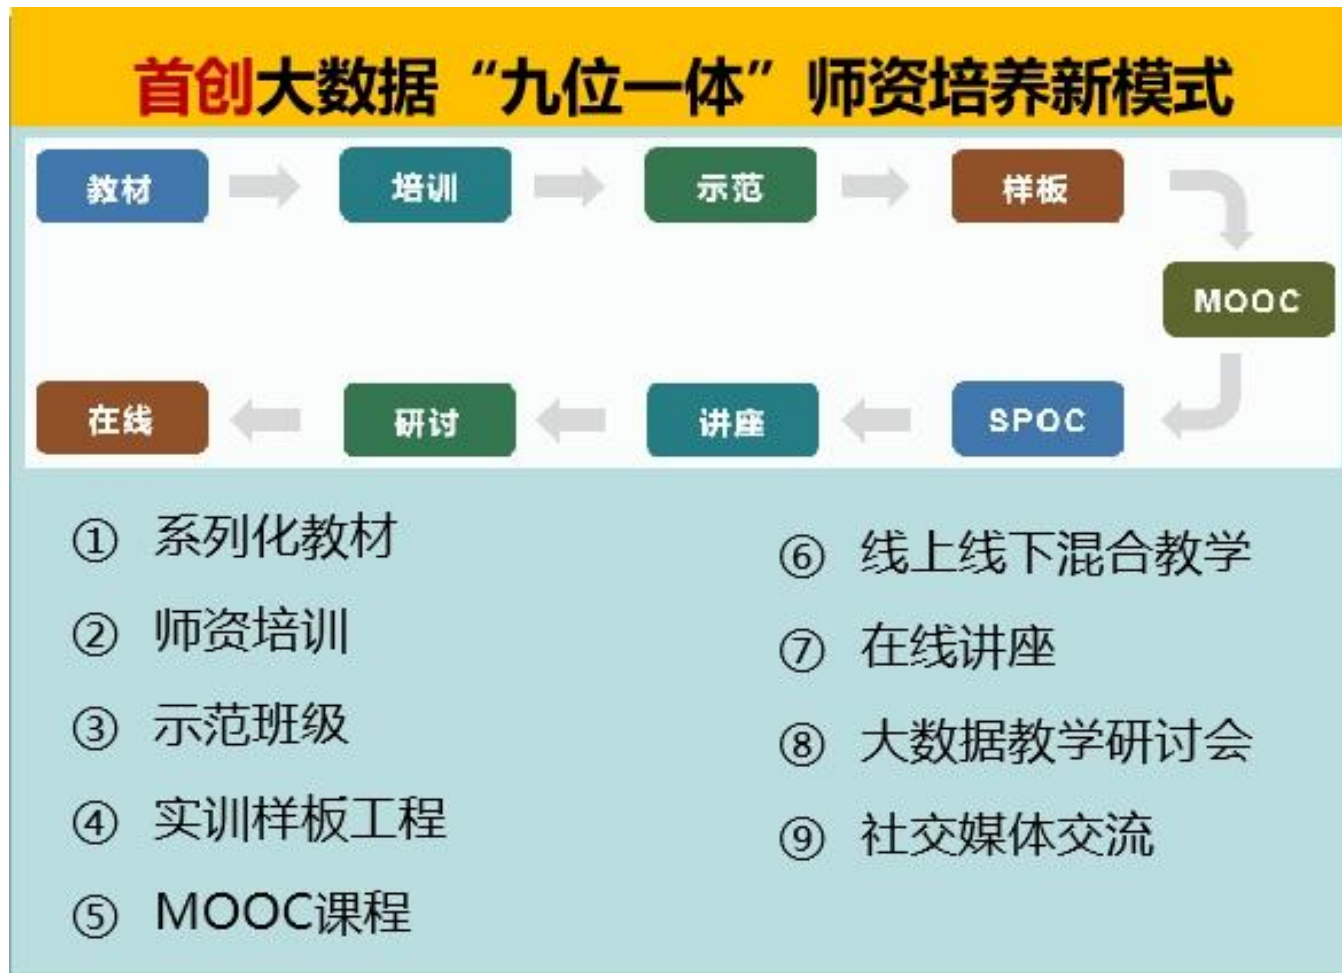 首创大数据“九位一体”师资培养新模式
教材
培训
示范
样板
MOOC
SPOC
讲座
研讨
在线
① 系列化教材
② 师资培训
③ 示范班级
④ 实训样板工程
⑤ MOOC课程
⑥ 线上线下混合教学
⑦ 在线讲座
⑧ 大数据教学研讨会
⑨ 社交媒体交流